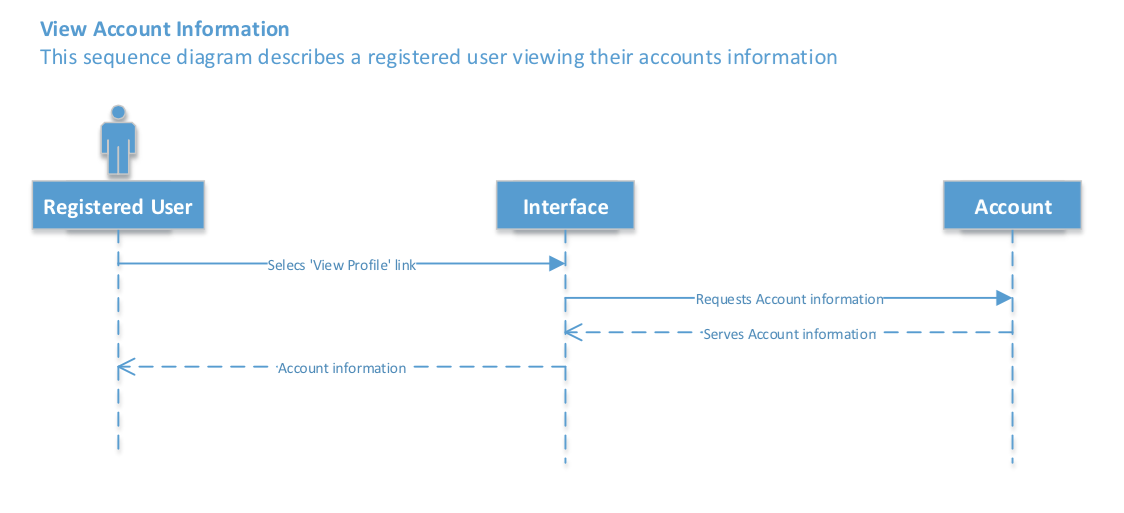 View Account Information
This sequence diagram describes a registered user viewing their accounts information
Registered User
Interface
Account
Selecs 'View Profile' link
Requests Account information
Serves Account information
Account information